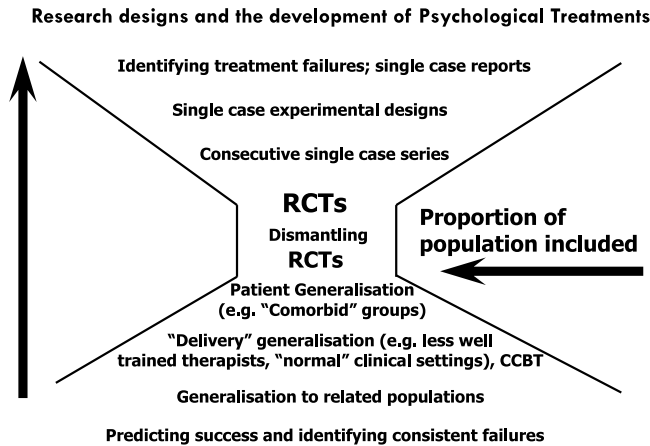 Research designs and the development of Psychological Treatments
Identifying treatment failures; single case reports
Single case experimental designs
Consecutive single case series
RCTs
Dismantling
RCTs
Proportion of
population included
Patient Generalisation
(e.g. “Comorbid” groups)
“Delivery” generalisation (e.g. less well
trained therapists, “normal” clinical settings), CCBT
Generalisation to related populations
Predicting success and identifying consistent failures